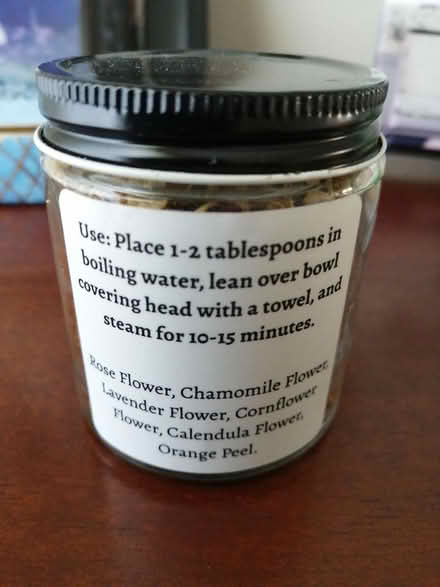 Use: Place 1-2 tablespoons in
boiling water, lean over bowl
covering head with a towel, and
steam for 10-15 minutes.
Rose Flower, Chamomile Flower,
Lavender Flower, Cornflower
Flower, Calendula Flower,
Orange Peel.